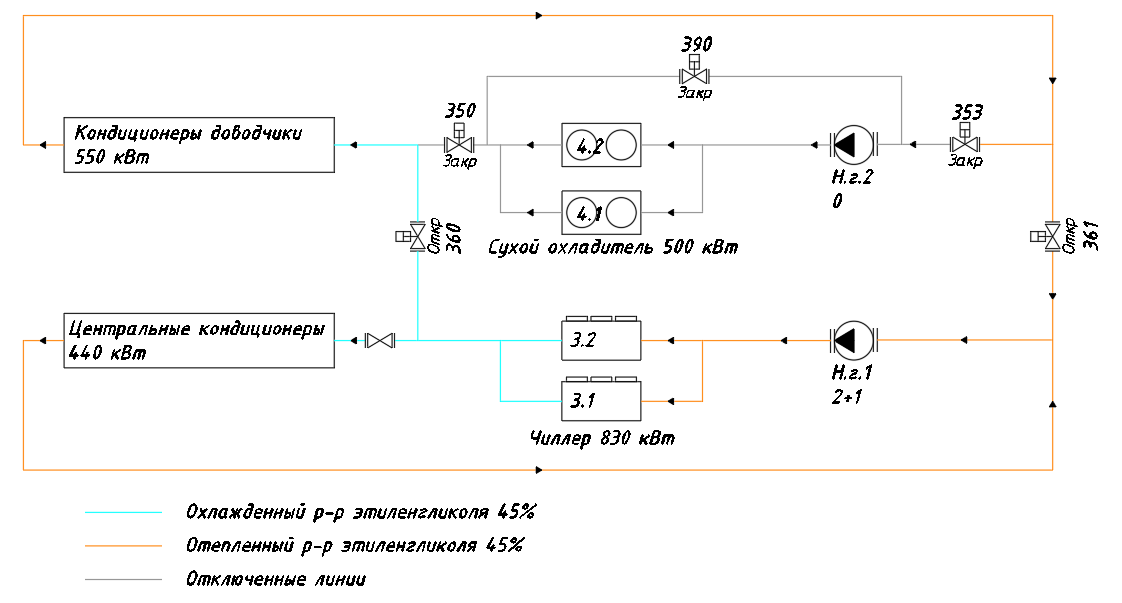 390
Закр
350
Закр
353
Закр
Кондиционеры доводчики
550 кВт
4.2
Н.г.2
0
4.1
Сухой охладитель 500 кВт
Откр
360
Откр
361
Центральные кондиционеры
440 кВт
3.2
Н.г.1
2+1
3.1
Чиллер 830 кВт
Охлажденный р-р этиленгликоля 45%
Отепленный р-р этиленгликоля 45%
Отключенные линии